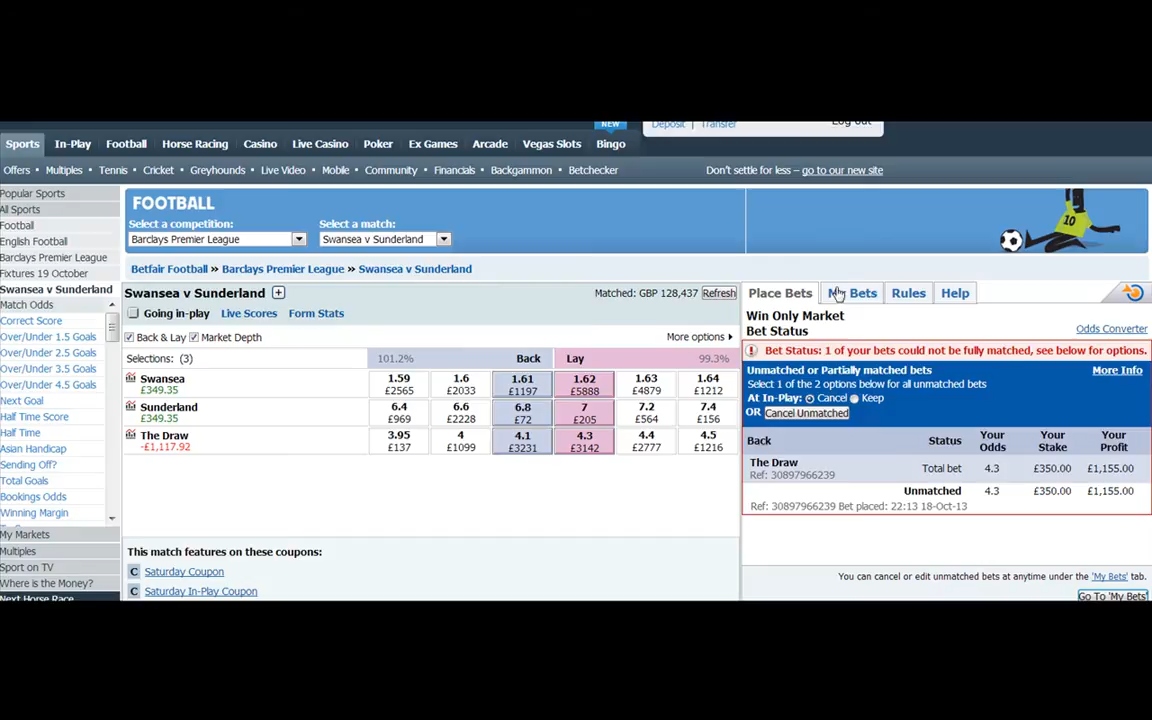 NEW
Deposit | Transfer
Log out
Sports In-Play Football Horse Racing Casino Live Casino Poker Ex Games Arcade Vegas Slots Bingo
Offers • Multiples • Tennis • Cricket • Greyhounds • Live Video • Mobile • Community • Financials • Backgammon • Betchecker
Don't settle for less – go to our new site
Popular Sports
All Sports
Football
English Football
Barclays Premier League
Fixtures 19 October
Swansea v Sunderland
Match Odds
Correct Score
Over/Under 1.5 Goals
Over/Under 2.5 Goals
Over/Under 3.5 Goals
Over/Under 4.5 Goals
Next Goal
Half Time Score
Half Time
Asian Handicap
Sending Off?
Total Goals
Bookings Odds
Winning Margin
My Markets
Multiples
Sport on TV
Where is the Money?
Next Horse Race
FOOTBALL
Select a competition: Select a match:
Barclays Premier League Swansea v Sunderland
10
Betfair Football » Barclays Premier League » Swansea v Sunderland
Swansea v Sunderland + Matched: GBP 128,437 Refresh
Going in-play Live Scores Form Stats
Back & Lay Market Depth More options
Selections: (3) 101.2% Back Lay 99.3%
Swansea 1.59 1.6 1.61 1.62 1.63 1.64
£349.35 £2565 £2033 £1197 £5888 £4879 £1212
Sunderland 6.4 6.6 6.8 7 7.2 7.4
£349.35 £969 £2228 £72 £205 £564 £156
The Draw 3.95 4 4.1 4.3 4.4 4.5
-£1,117.92 £137 £1099 £3231 £3142 £2777 £1216
This match features on these coupons:
C Saturday Coupon
C Saturday In-Play Coupon
Place Bets M Bets Rules Help
Win Only Market
Bet Status Odds Converter
Bet Status: 1 of your bets could not be fully matched, see below for options.
Unmatched or Partially matched bets More Info
Select 1 of the 2 options below for all unmatched bets
At In-Play: Cancel Keep
OR Cancel Unmatched
Back Status Your Odds Your Stake Your Profit
The Draw Total bet 4.3 £350.00 £1,155.00
Ref: 30897966239
Unmatched 4.3 £350.00 £1,155.00
Ref: 30897966239 Bet placed: 22:13 18-Oct-13
You can cancel or edit unmatched bets at anytime under the 'My Bets' tab.
Go To 'My Bets'